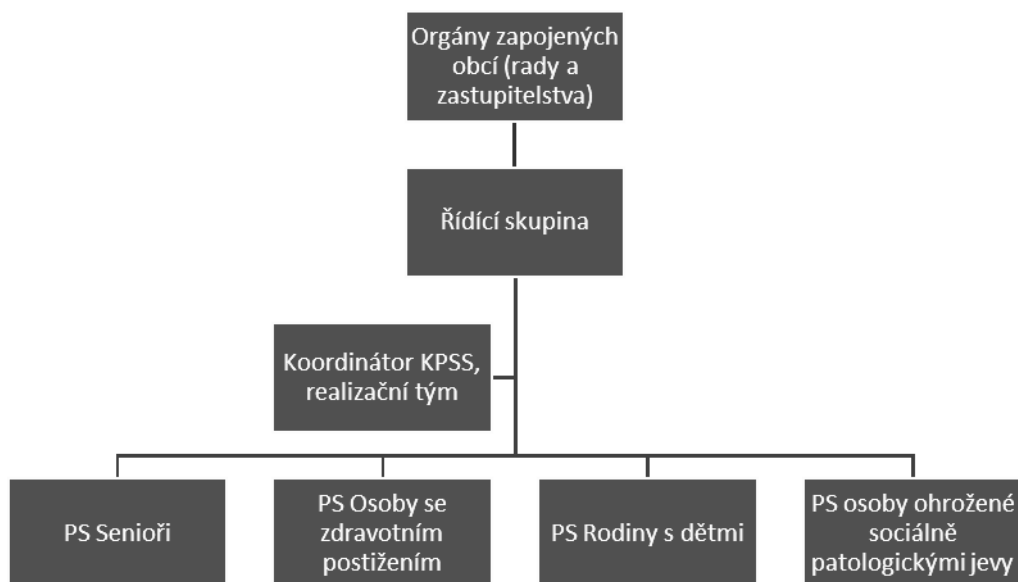 Orgány zapojených
obcí (rady a
zastupitelstva)
Řídící skupina
Koordinátor KPSS,
realizační tým
PS Senioři
PS Osoby se
zdravotním
postižením
PS Rodiny s dětmi
PS osoby ohrožené
sociálně
patologickými jevy